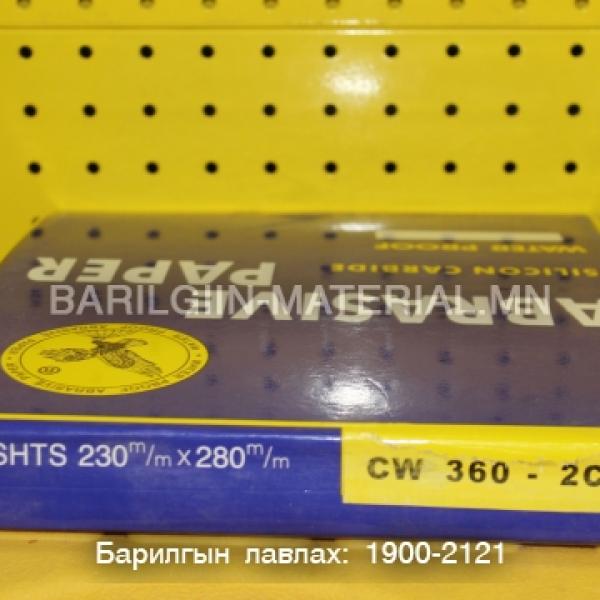 WATER PROOF
SILICON CARBIDE
ABRASIVE
PAPER
BARILGIIN-MATERIAL.MN
SHTS 230m/m x 280m/m
CW 360 - 2C
Барилгын лавлах: 1900-2121